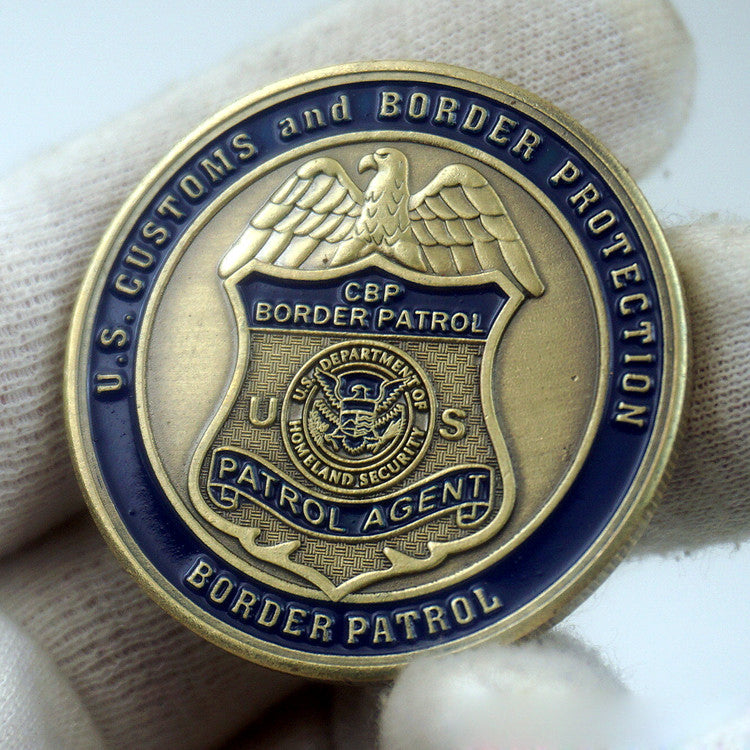 U.S. CUSTOMS and BORDER PROTECTION
CBP
BORDER PATROL
U.S. DEPARTMENT OF
HOMELAND SECURITY
U S
PATROL AGENT
BORDER PATROL